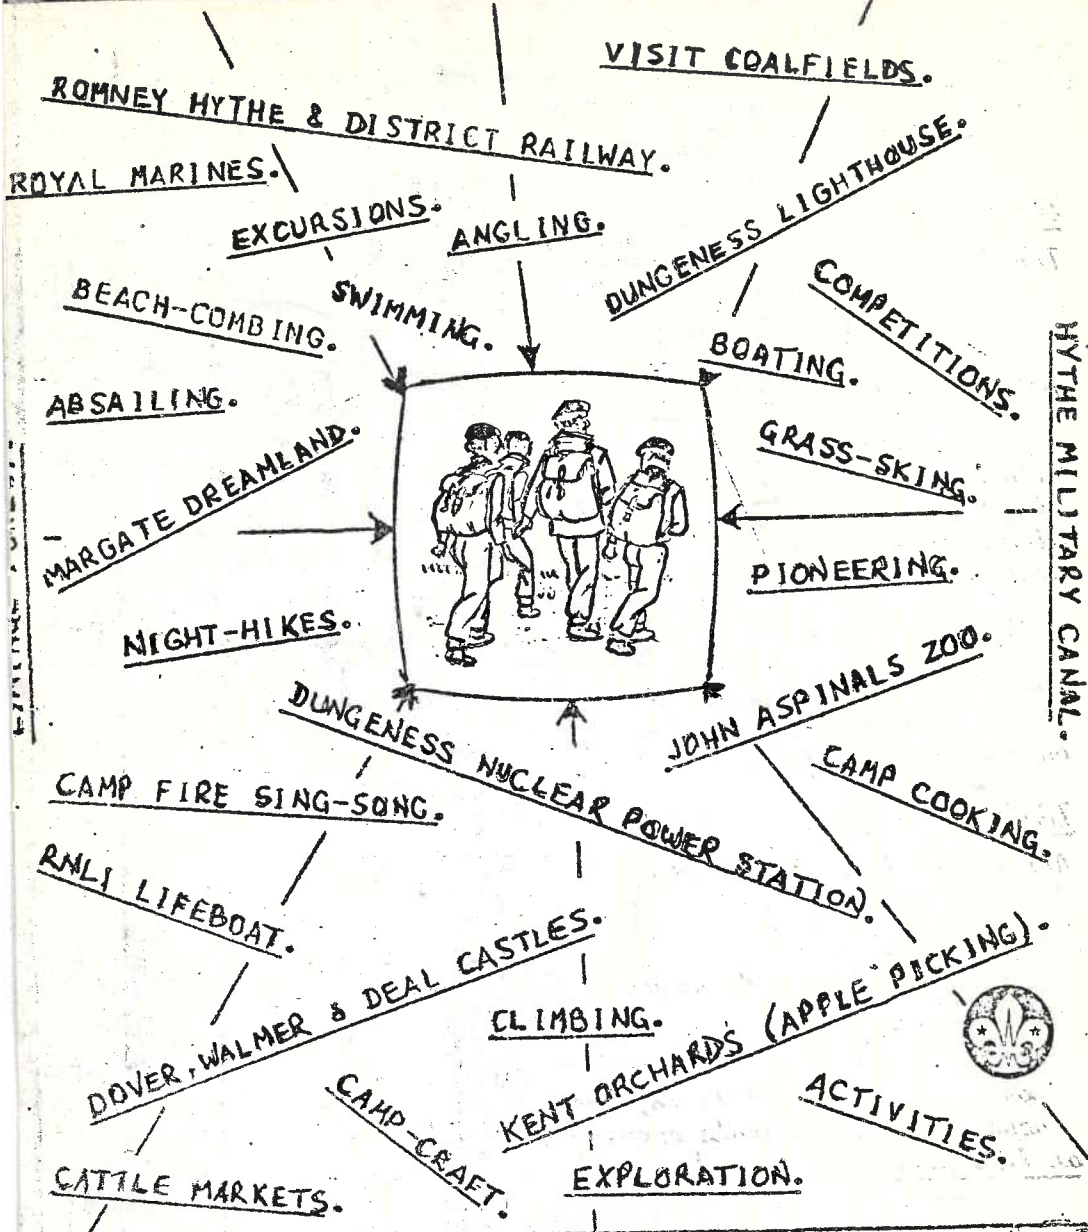 VISIT COALFIELDS.
ROMNEY HYTHE & DISTRICT RAILWAY.
ROYAL MARINES.
DUNGENESS LIGHTHOUSE.
EXCURSIONS.
ANGLING.
BEACH-COMBING.
SWIMMING.
COMPETITIONS.
BOATING.
ABSAILING.
HYTHE MILITARY CANAL.
MARGATE DREAMLAND.
GRASS-SKING.
PIONEERING.
NIGHT-HIKES.
JOHN ASPINALS ZOO.
DUNGENESS NUCLEAR POWER STATION.
CAMP FIRE SING-SONG.
CAMP COOKING.
RNLI LIFEBOAT.
DOVER, WALMER & DEAL CASTLES.
CLIMBING.
KENT ORCHARDS (APPLE PICKING).
CAMP-CRAFT.
ACTIVITIES.
CATTLE MARKETS.
EXPLORATION.